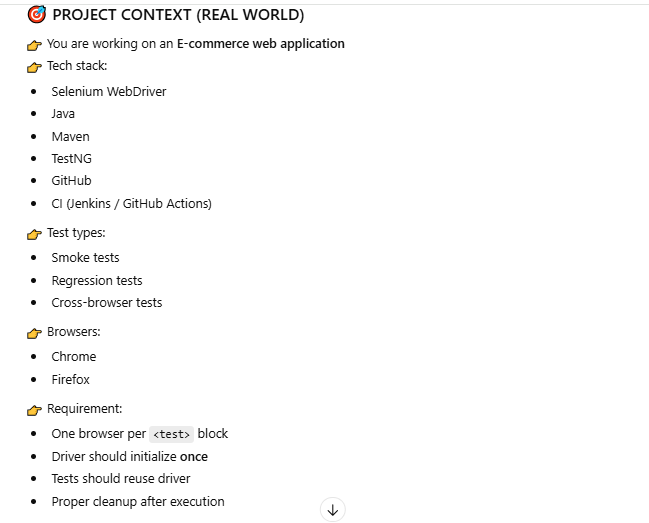 🎯 PROJECT CONTEXT (REAL WORLD)
👉 You are working on an E-commerce web application
👉 Tech stack:
• Selenium WebDriver
• Java
• Maven
• TestNG
• GitHub
• CI (Jenkins / GitHub Actions)
👉 Test types:
• Smoke tests
• Regression tests
• Cross-browser tests
👉 Browsers:
• Chrome
• Firefox
👉 Requirement:
• One browser per <test> block
• Driver should initialize once
• Tests should reuse driver
• Proper cleanup after execution